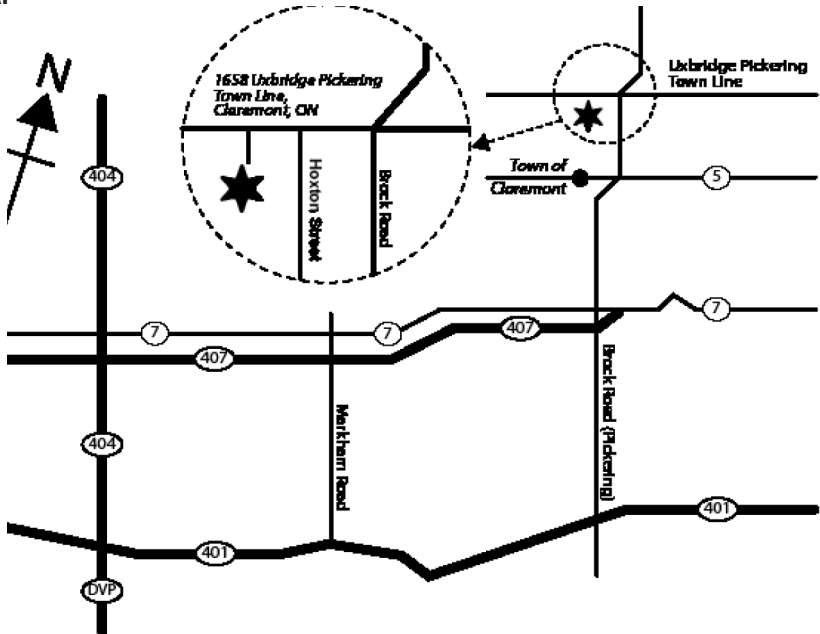 N
1658 Uxbridge Pickering
Town Line,
Claremont, ON
Uxbridge Pickering
Town Line
Hoxton Street
Brock Road
404
Town of
Claremont
5
7
7
7
407
407
Markham Road
Brock Road (Pickering)
404
401
401
DVP